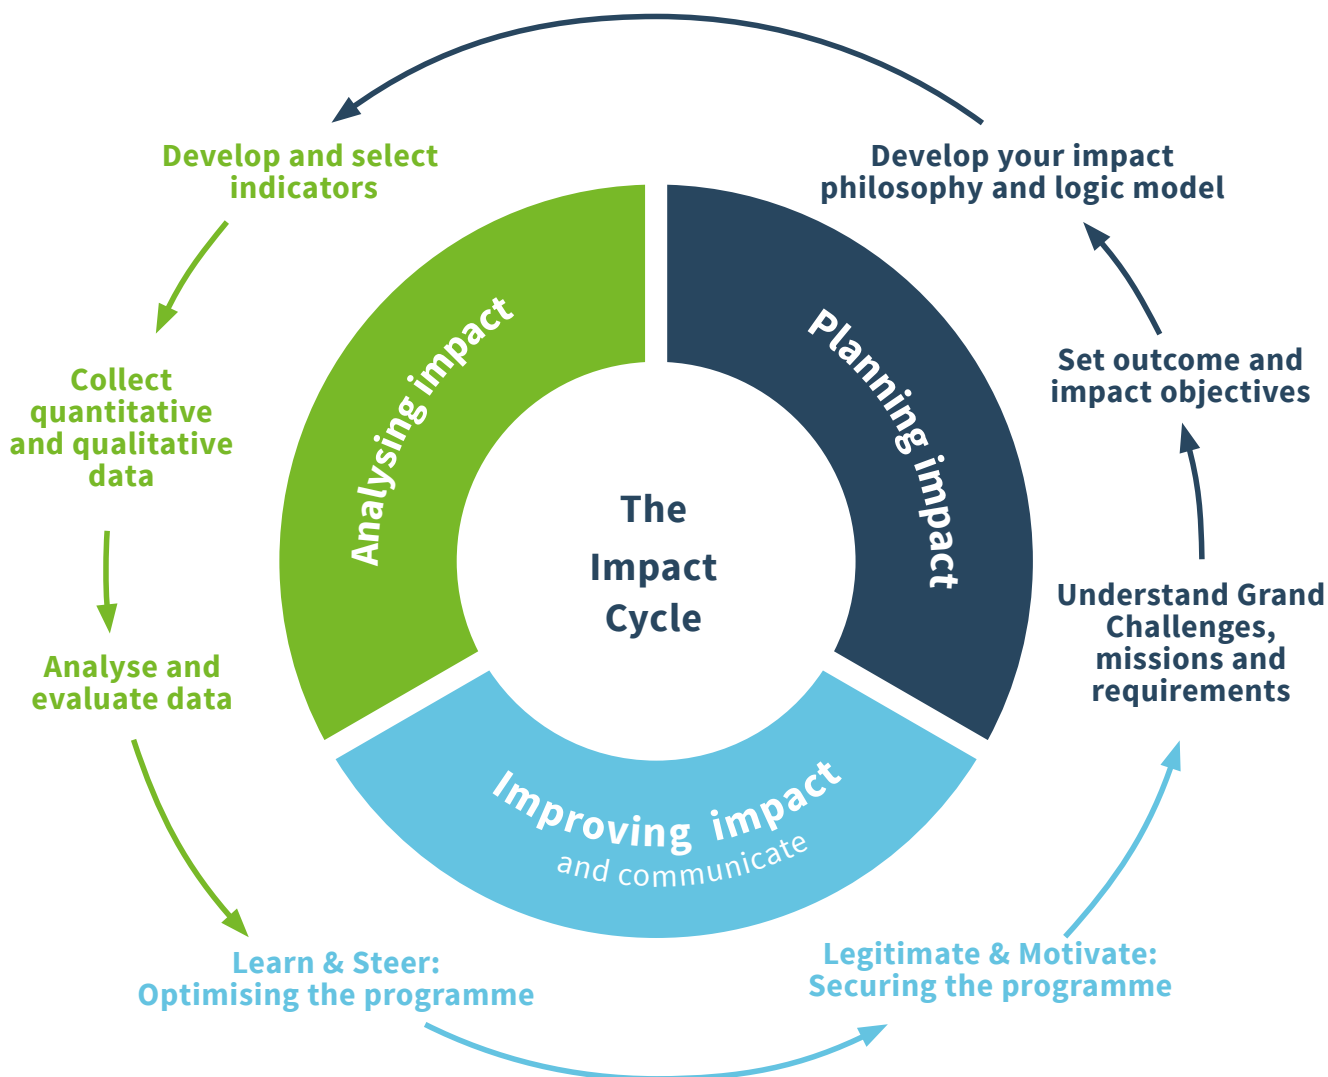 Develop and select
indicators
Develop your impact
philosophy and logic model
Analysing impact
Planning impact
Collect
quantitative
and qualitative
data
Set outcome and
impact objectives
The
Impact
Cycle
Understand Grand
Challenges,
missions and
requirements
Analyse and
evaluate data
Improving impact
and communicate
Learn & Steer:
Optimising the programme
Legitimate & Motivate:
Securing the programme